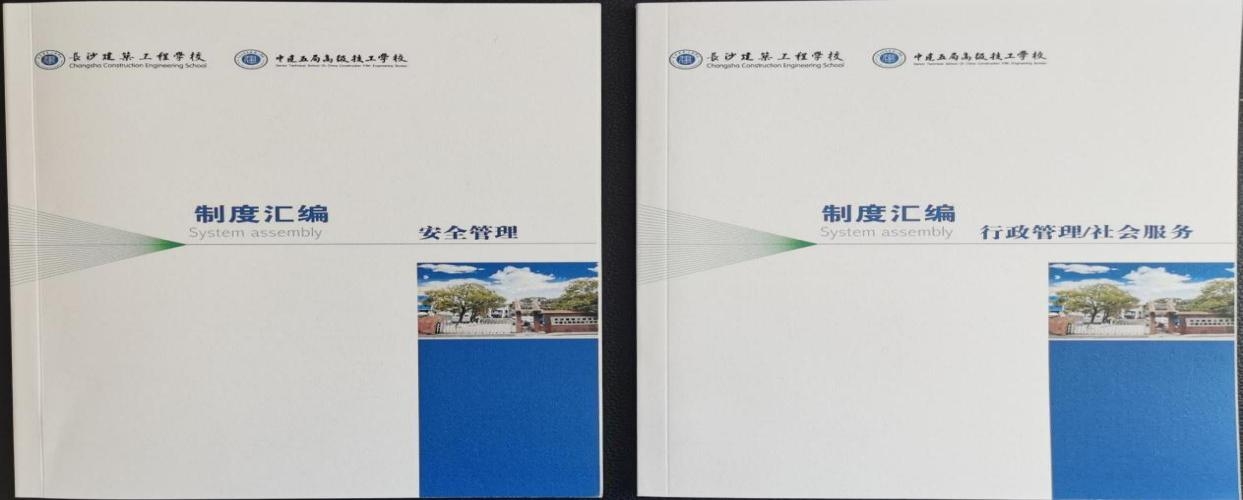 長沙建築工程学校
Changsha Construction Engineering School
中建五局高级技工学校
制度汇编
System assembly
安全管理
長沙建築工程学校
Changsha Construction Engineering School
中建五局高级技工学校
制度汇编
System assembly
行政管理/社会服务